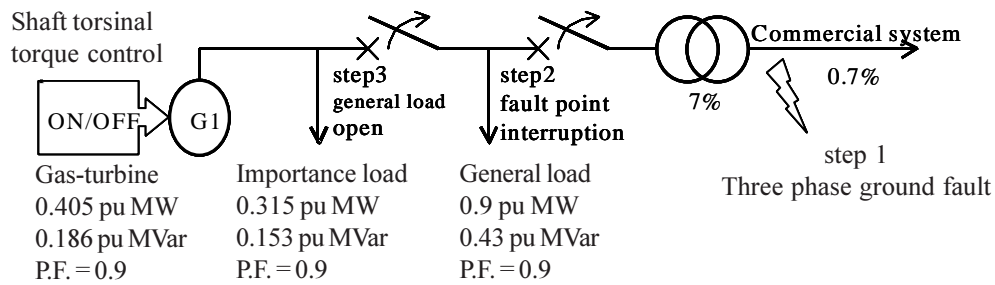 Shaft torsinal
torque control
ON/OFF
G1
step3
general load
open
step2
fault point
interruption
7%
Commercial system
0.7%
step 1
Three phase ground fault
Gas-turbine
0.405 pu MW
0.186 pu MVar
P.F. = 0.9
Importance load
0.315 pu MW
0.153 pu MVar
P.F. = 0.9
General load
0.9 pu MW
0.43 pu MVar
P.F. = 0.9